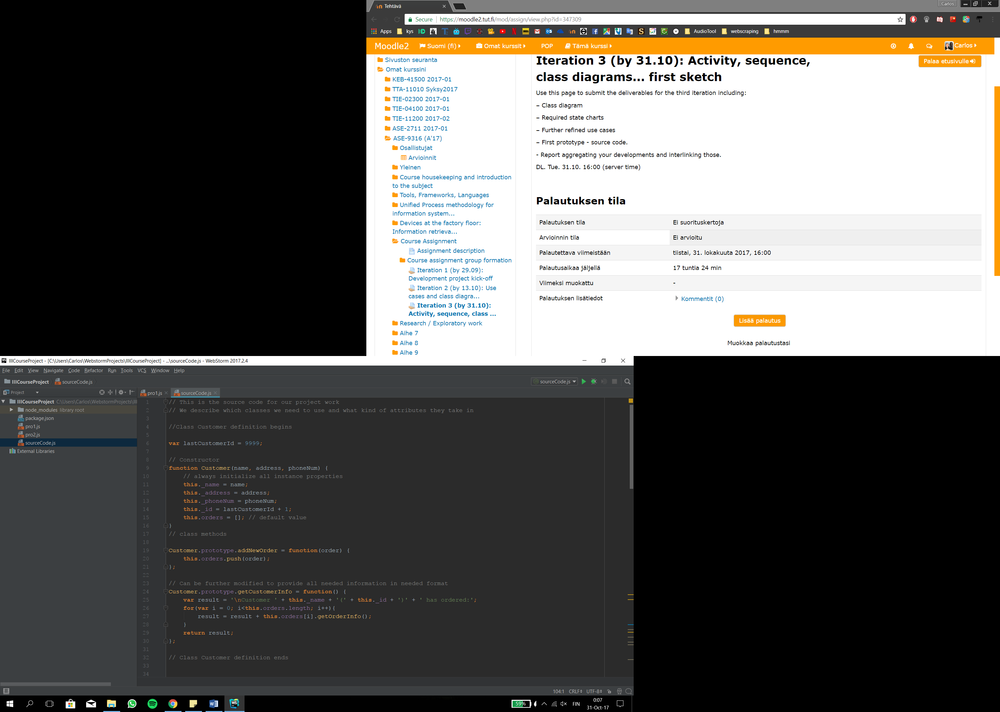 Tehtävä
Carlos
Secure
https://moodle2.tut.fi/mod/assign/view.php?id=347309
Apps
kys
AudioTool
webscraping
hmmm
Moodle2
Suomi (fi)
Omat kurssit
POP
Tämä kurssi
Carlos
Sivuston seuranta
Omat kurssini
KEB-41500 2017-01
TTA-11010 Syksy2017
TIE-02300 2017-01
TIE-04100 2017-01
TIE-11200 2017-02
ASE-2711 2017-01
ASE-9316 (A'17)
Osallistujat
Arvioinnit
Yleinen
Course housekeeping and introduction
to the subject
Tools, Frameworks, Languages
Unified Process methodology for
information system...
Devices at the factory floor:
Information retrieva...
Course Assignment
Assignment description
Course assignment group formation
Iteration 1 (by 29.09):
Development project kick-off
Iteration 2 (by 13.10): Use
cases and class diagra...
Iteration 3 (by 31.10):
Activity, sequence, class ...
Research / Exploratory work
Aihe 7
Aihe 8
Aihe 9
Iteration 3 (by 31.10): Activity, sequence,
class diagrams... first sketch
Palaa etusivulle
Use this page to submit the deliverables for the third iteration including:
– Class diagram
– Required state charts
– Further refined use cases
– First prototype - source code.
- Report aggregating your developments and interlinking those.
DL. Tue. 31.10. 16:00 (server time)
Palautuksen tila
Palautuksen tila Ei suorituskertoja
Arvioinnin tila Ei arvioitu
Palautettava viimeistään tiistai, 31. lokakuuta 2017, 16:00
Palautusaikaa jäljellä 17 tuntia 24 min
Viimeksi muokattu -
Palautuksen lisätiedot Kommentit (0)
Lisää palautus
Muokkaa palautustasi
IIICourseProject - [C:\Users\Carlos\WebstormProjects\IIICourseProject] - ...\sourceCode.js - WebStorm 2017.2.4
File Edit View Navigate Code Refactor Run Tools VCS Window Help
IIICourseProject sourceCode.js
sourceCode.js
Project
pro1.js
sourceCode.js
IIICourseProject C:\Users\Carlos\WebstormProjects\III
node_modules library root
package.json
pro1.js
pro2.js
sourceCode.js
External Libraries
1 // This is the source code for our project work
2 // We describe which classes we need to use and what kind of attributes they take in
3
4 //Class Customer definition begins
5
6 var lastCustomerId = 9999;
7
8 // Constructor
9 function Customer(name, address, phoneNum) {
10 // always initialize all instance properties
11 this._name = name;
12 this._address = address;
13 this._phoneNum = phoneNum;
14 this._id = lastCustomerId + 1;
15 this.orders = []; // default value
16 }
17 // class methods
18
19 Customer.prototype.addNewOrder = function(order) {
20 this.orders.push(order);
21 };
22
23 // Can be further modified to provide all needed information in needed format
24 Customer.prototype.getCustomerInfo = function() {
25 var result = '\nCustomer ' + this._name + '(' + this._id + ')' + ' has ordered:';
26 for(var i = 0; i<this.orders.length; i++){
27 result = result + this.orders[i].getOrderInfo();
28 }
29 return result;
30 };
31
32 // Class Customer definition ends
33
34
104:1 CRLF UTF-8
59%
FIN
0:07
31-Oct-17